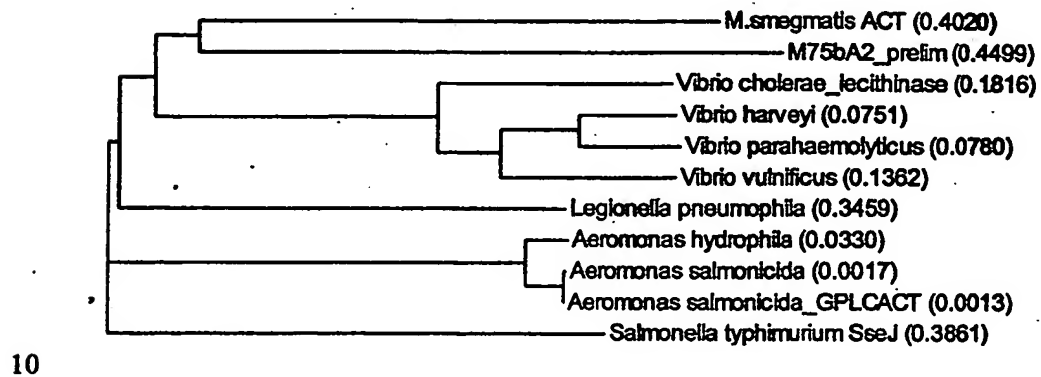 M.smegmatis ACT (0.4020)
M75bA2_prelim (0.4499)
Vibrio cholerae_lecithinase (0.1816)
Vibrio harveyi (0.0751)
Vibrio parahaemolyticus (0.0780)
Vibrio vulnificus (0.1362)
Legionella pneumophila (0.3459)
Aeromonas hydrophila (0.0330)
Aeromonas salmonicida (0.0017)
Aeromonas salmonicida_GPLCACT (0.0013)
Salmonella typhimurium SseJ (0.3861)
10